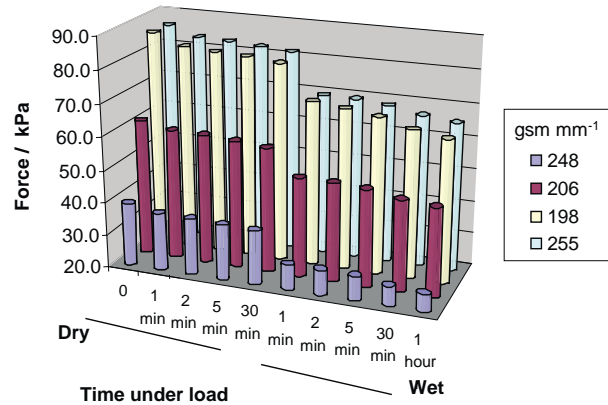 90.0
80.0
70.0
60.0
50.0
40.0
30.0
20.0
Force / kPa
0
1 min
2 min
5 min
30 min
1 min
2 min
5 min
30 min
1 hour
Dry
Wet
Time under load
gsm mm⁻¹
248
206
198
255